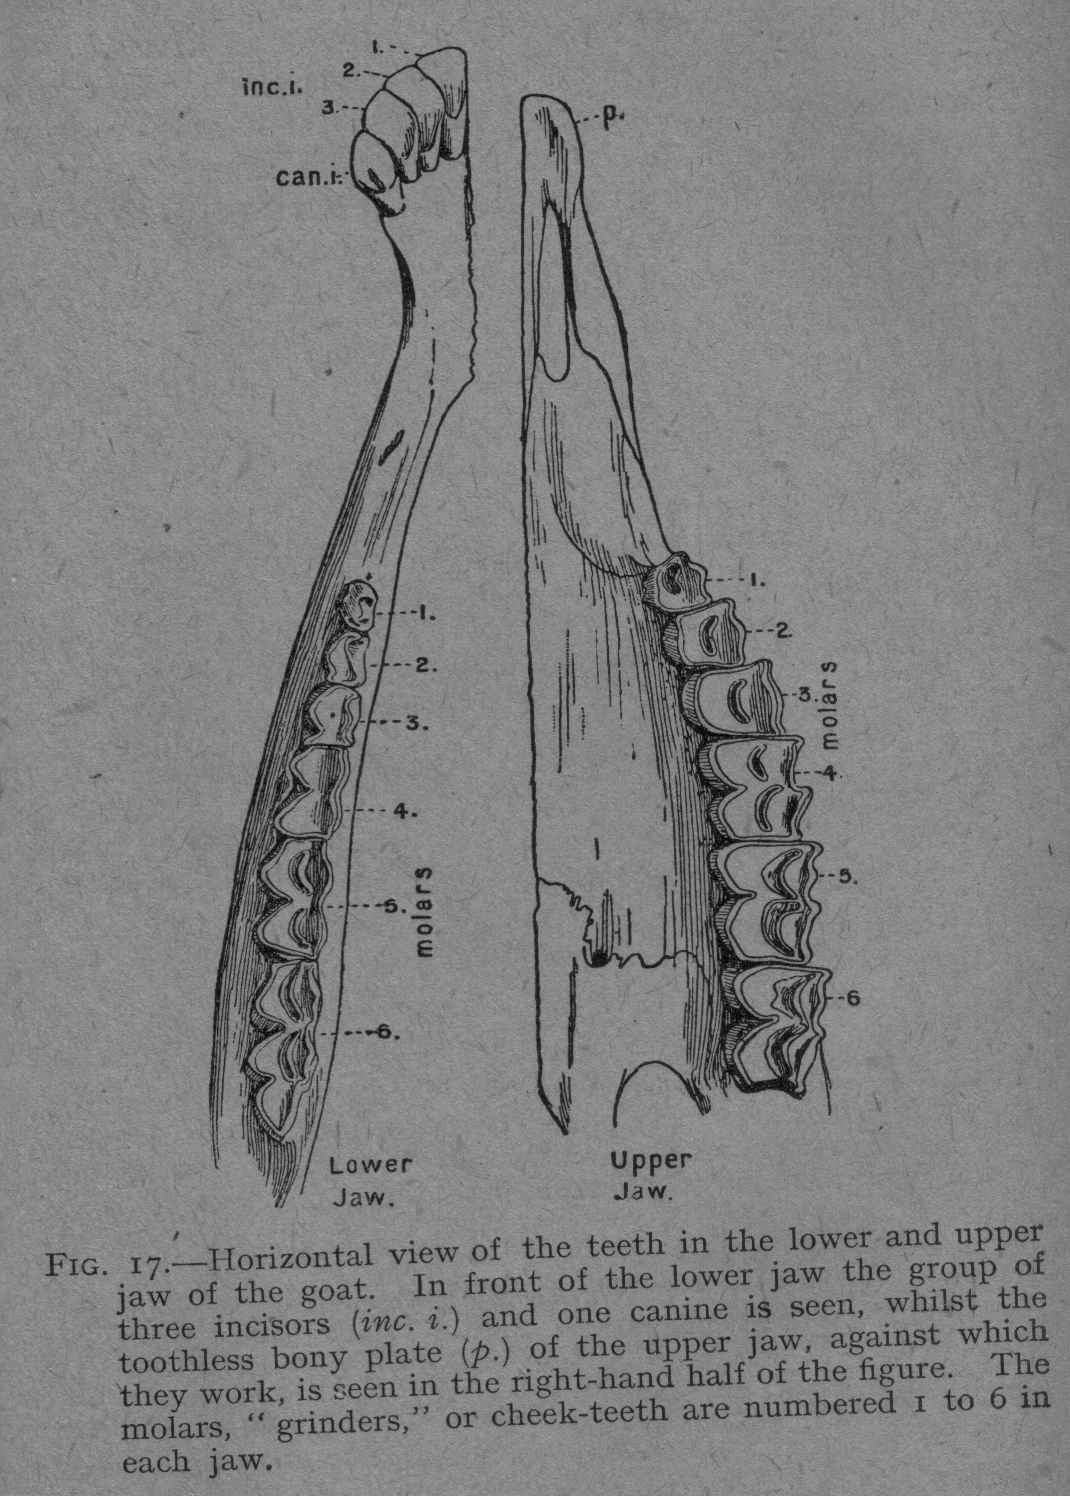 1.
2.
inc.i.
3.
p.
can.i.
1.
1.
2.
2.
3.
3.
molars
4.
4.
5.
5.
molars
6
6.
Lower
Jaw.
Upper
Jaw.
FIG. 17.—Horizontal view of the teeth in the lower and upper
jaw of the goat. In front of the lower jaw the group of
three incisors (inc. i.) and one canine is seen, whilst the
toothless bony plate (p.) of the upper jaw, against which
they work, is seen in the right-hand half of the figure. The
molars, “ grinders,” or cheek-teeth are numbered 1 to 6 in
each jaw.